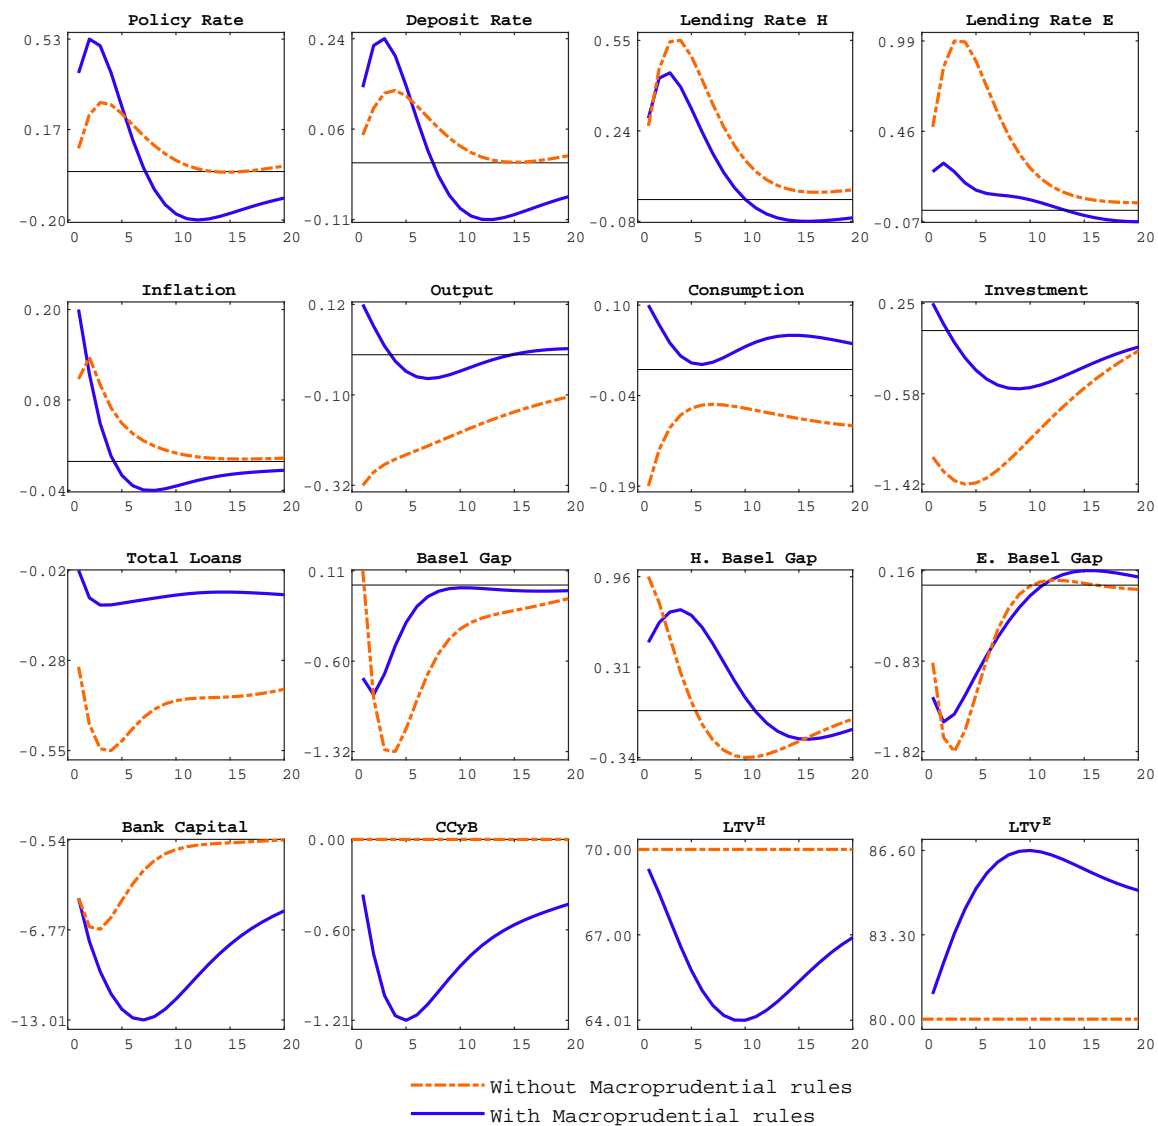 Policy Rate Deposit Rate Lending Rate H Lending Rate E
0.53 0.24 0.55 0.99
0.17 0.06 0.24 0.46
-0.20 -0.11 -0.08 -0.07
0 5 10 15 20 0 5 10 15 20 0 5 10 15 20 0 5 10 15 20
Inflation Output Consumption Investment
0.20 0.12 0.10 0.25
0.08 -0.10 -0.04 -0.58
-0.04 -0.32 -0.19 -1.42
0 5 10 15 20 0 5 10 15 20 0 5 10 15 20 0 5 10 15 20
Total Loans Basel Gap H. Basel Gap E. Basel Gap
-0.02 0.11 0.96 0.16
-0.28 -0.60 0.31 -0.83
-0.55 -1.32 -0.34 -1.82
0 5 10 15 20 0 5 10 15 20 0 5 10 15 20 0 5 10 15 20
Bank Capital CCyB LTV^H LTV^E
-0.54 0.00 70.00 86.60
-6.77 -0.60 67.00 83.30
-13.01 -1.21 64.01 80.00
0 5 10 15 20 0 5 10 15 20 0 5 10 15 20 0 5 10 15 20
Without Macroprudential rules
With Macroprudential rules